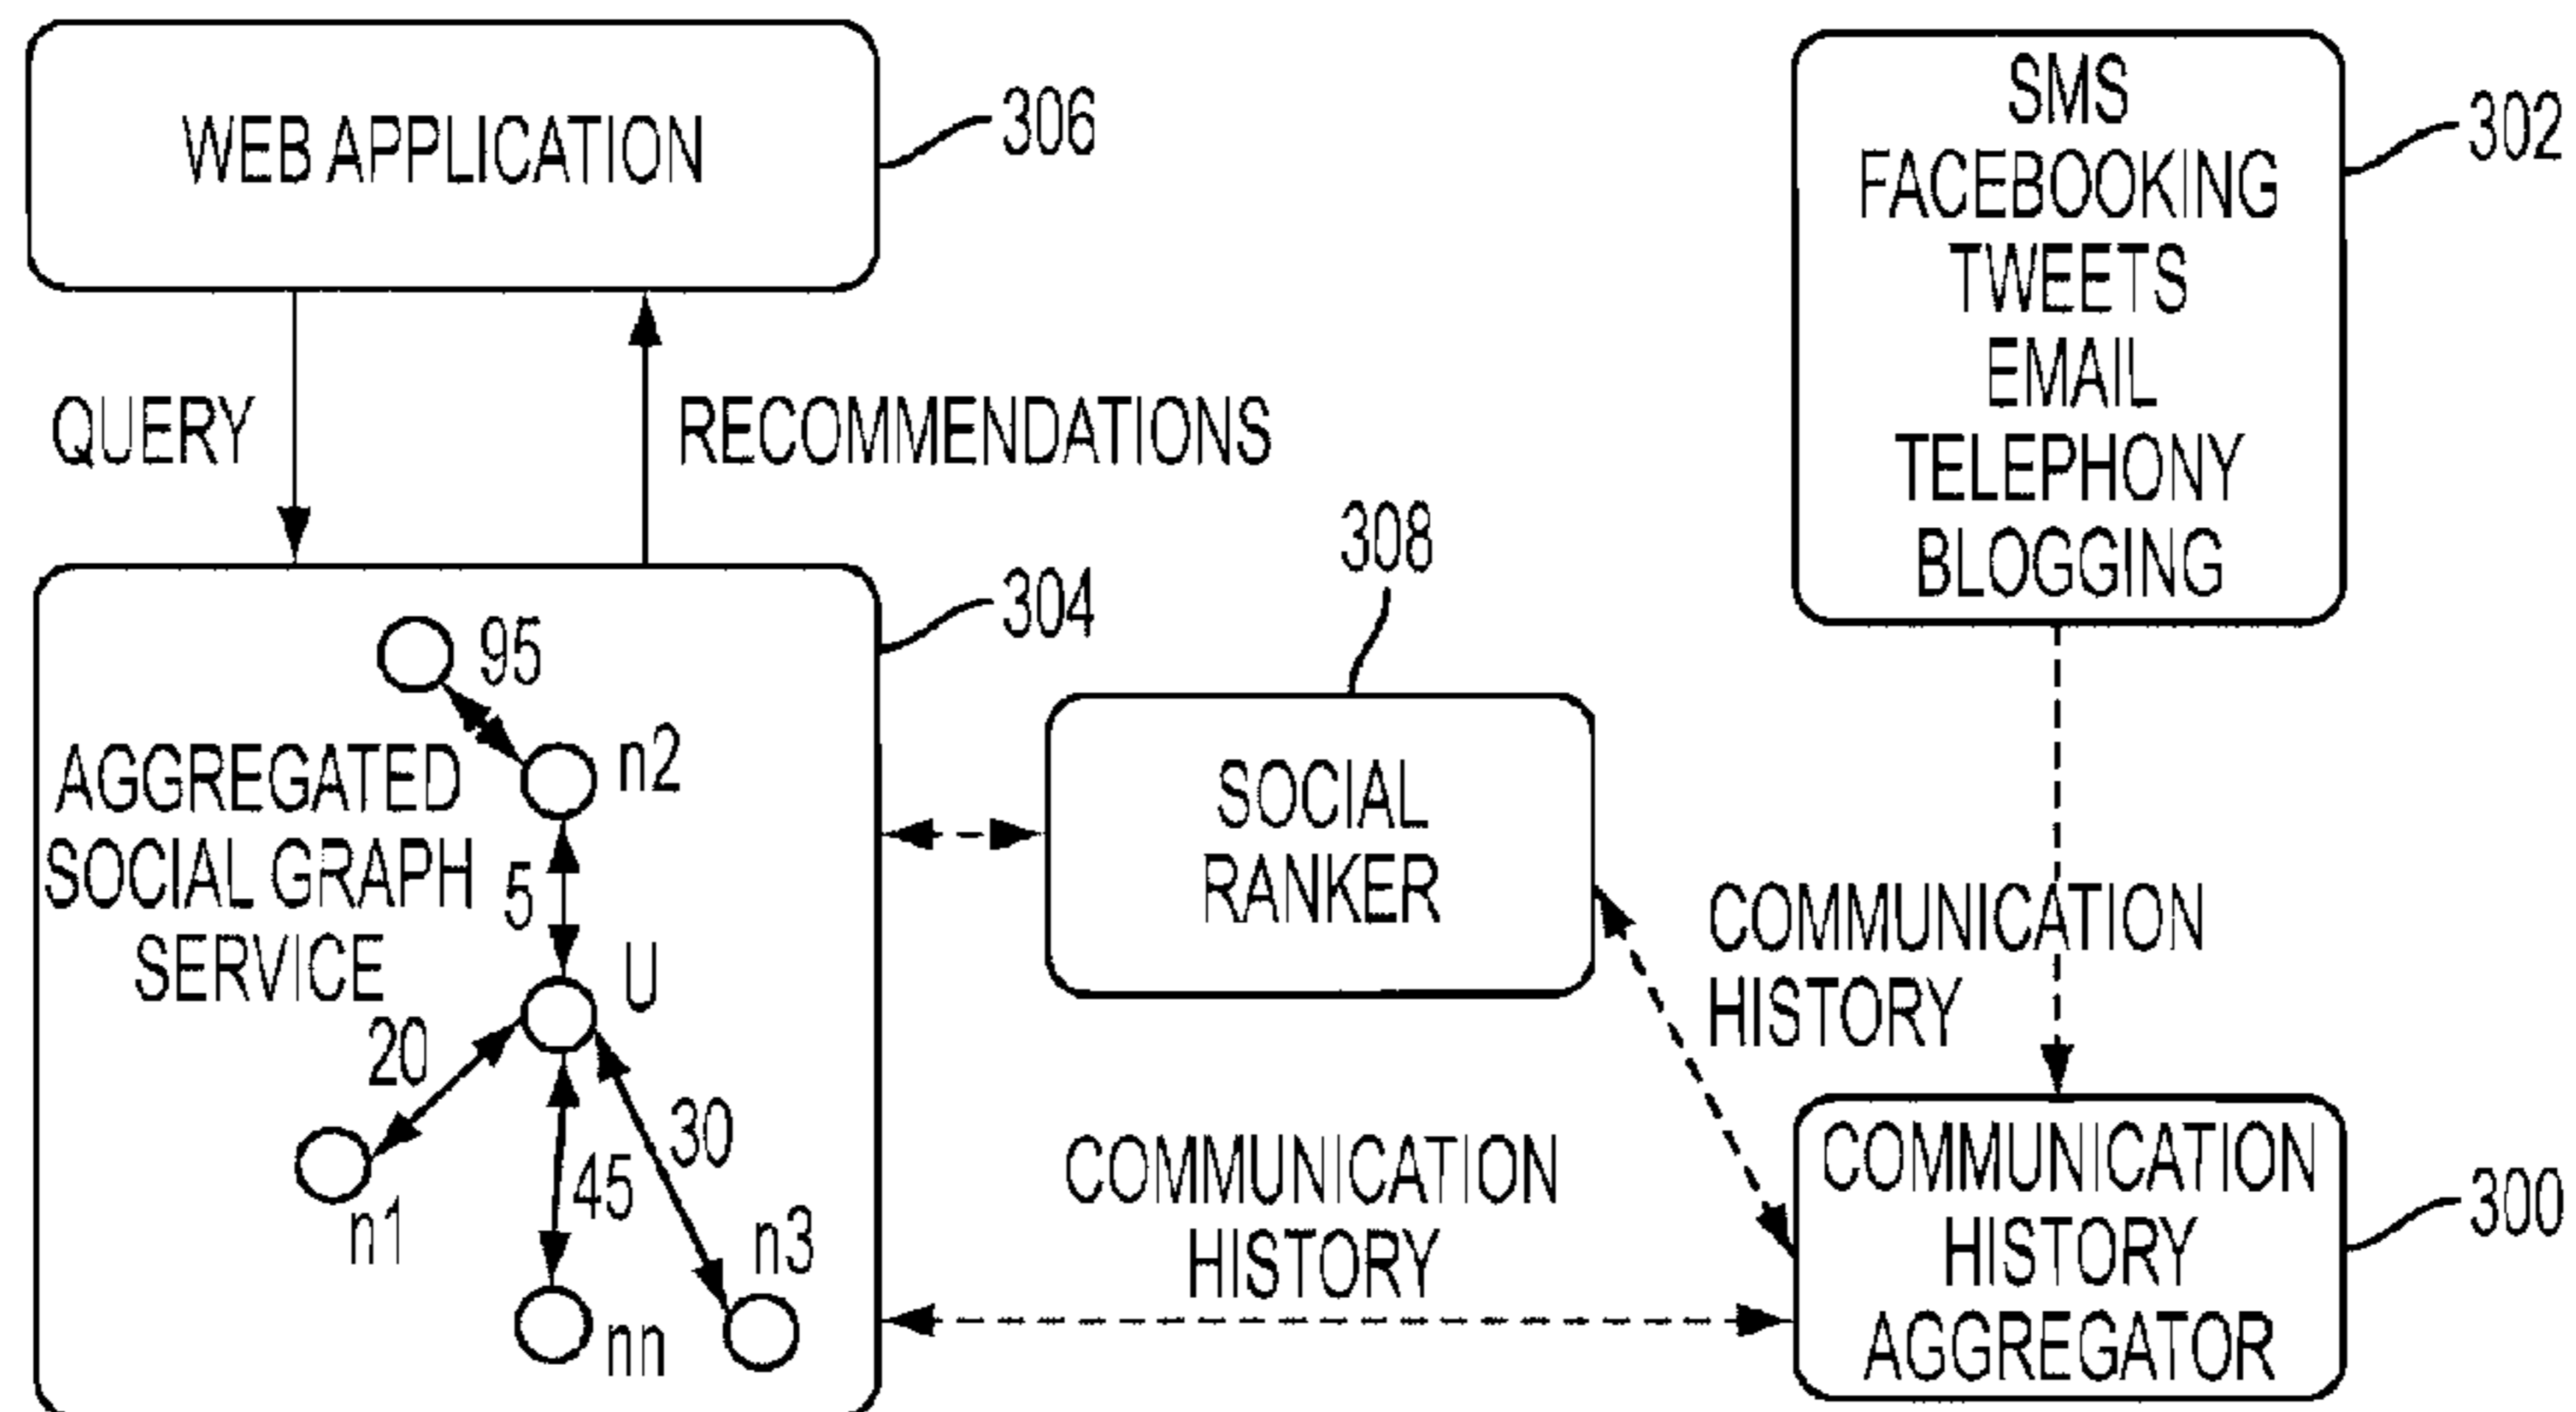 WEB APPLICATION
306
QUERY
RECOMMENDATIONS
SMS
FACEBOOKING
TWEETS
EMAIL
TELEPHONY
BLOGGING
302
304
95
n2
AGGREGATED
SOCIAL GRAPH
SERVICE
5
U
20
n1
45
nn
30
n3
308
SOCIAL
RANKER
COMMUNICATION
HISTORY
COMMUNICATION
HISTORY
COMMUNICATION
HISTORY
AGGREGATOR
300